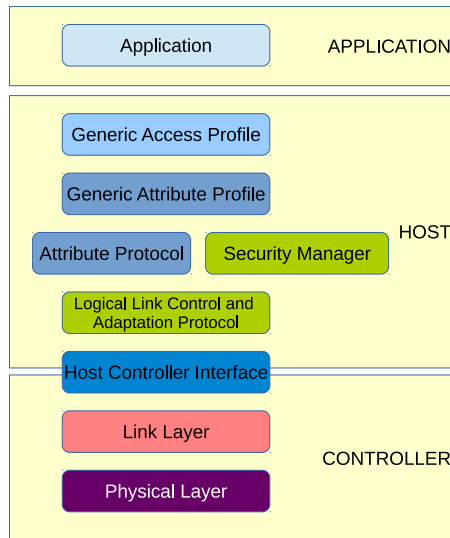 Application
APPLICATION
Generic Access Profile
Generic Attribute Profile
HOST
Attribute Protocol
Security Manager
Logical Link Control and
Adaptation Protocol
Host Controller Interface
Link Layer
CONTROLLER
Physical Layer